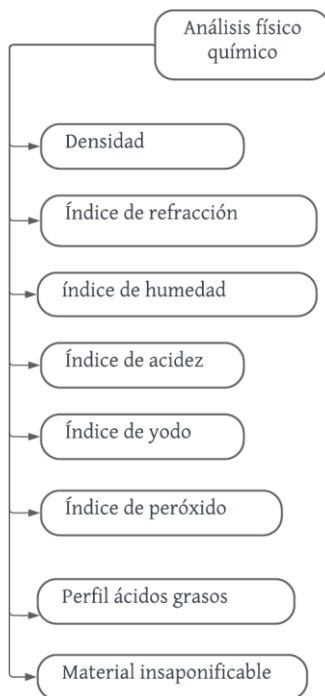 Análisis físico
químico
Densidad
Índice de refracción
índice de humedad
Índice de acidez
Índice de yodo
Índice de peróxido
Perfil ácidos grasos
Material insaponificable